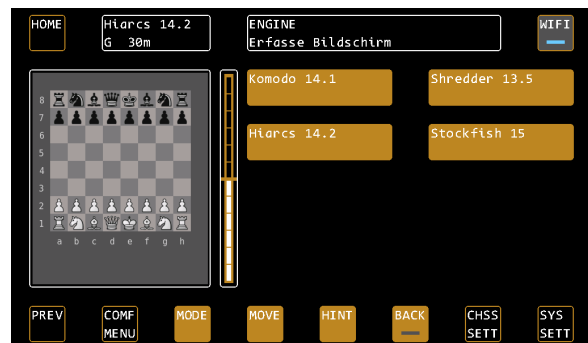 HOME
Hiarcs 14.2
G 30m
ENGINE
Erfasse Bildschirm
WIFI
Komodo 14.1
Shredder 13.5
Hiarcs 14.2
Stockfish 15
8
7
6
5
4
3
2
1
a b c d e f g h
PREV
COMF
MENU
MODE
MOVE
HINT
BACK
CHSS
SETT
SYS
SETT